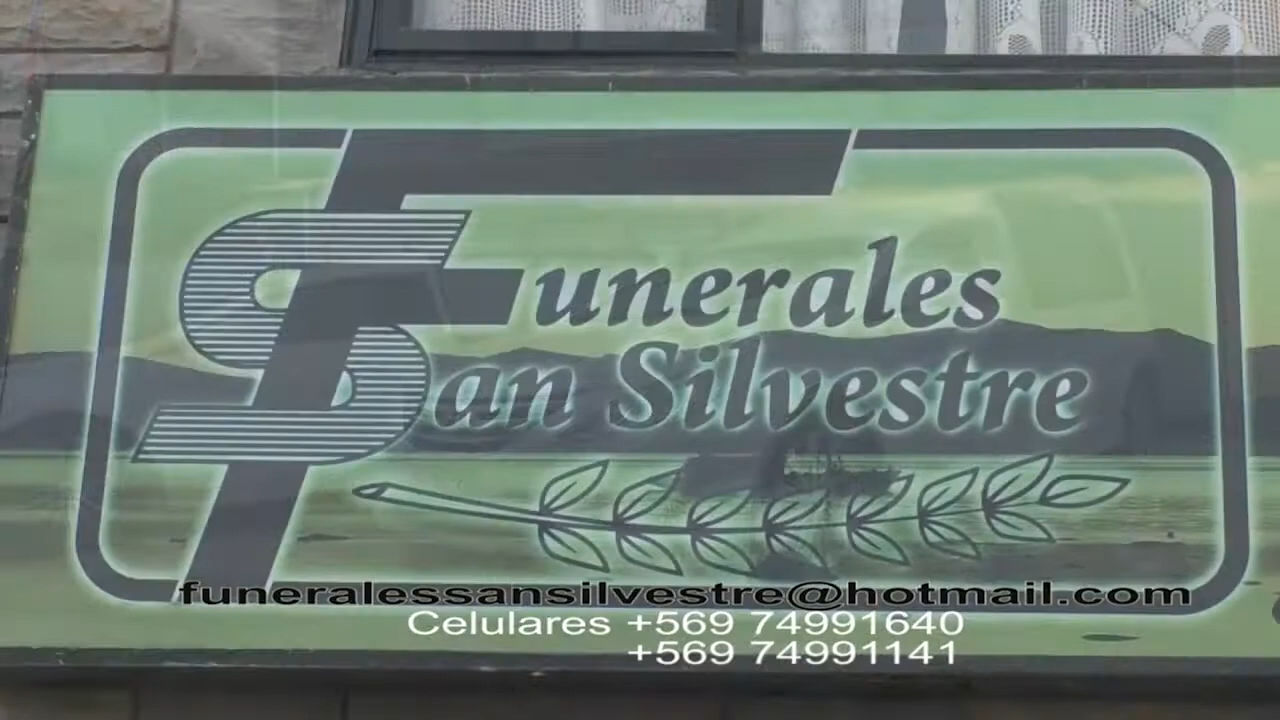 Funerales
San Silvestre
funeralessansilvestre@hotmail.com
Celulares +569 74991640
+569 74991141